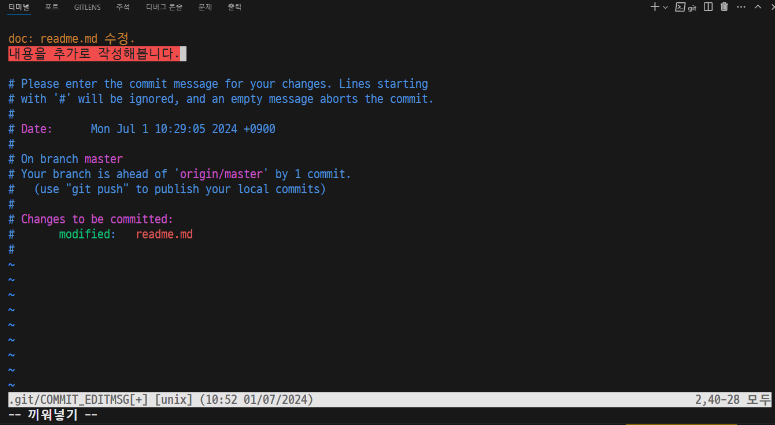 터미널 포트 GITLENS 주석 디버그 콘솔 문제 출력 git
doc: readme.md 수정.
내용을 추가로 작성해봅니다.
# Please enter the commit message for your changes. Lines starting
# with '#' will be ignored, and an empty message aborts the commit.
#
# Date:      Mon Jul 1 10:29:05 2024 +0900
#
# On branch master
# Your branch is ahead of 'origin/master' by 1 commit.
#   (use "git push" to publish your local commits)
#
# Changes to be committed:
#       modified:   readme.md
#
~
~
~
~
~
~
~
~
~
.git/COMMIT_EDITMSG[+] [unix] (10:52 01/07/2024) 2,40-28 모두
-- 끼워넣기 --